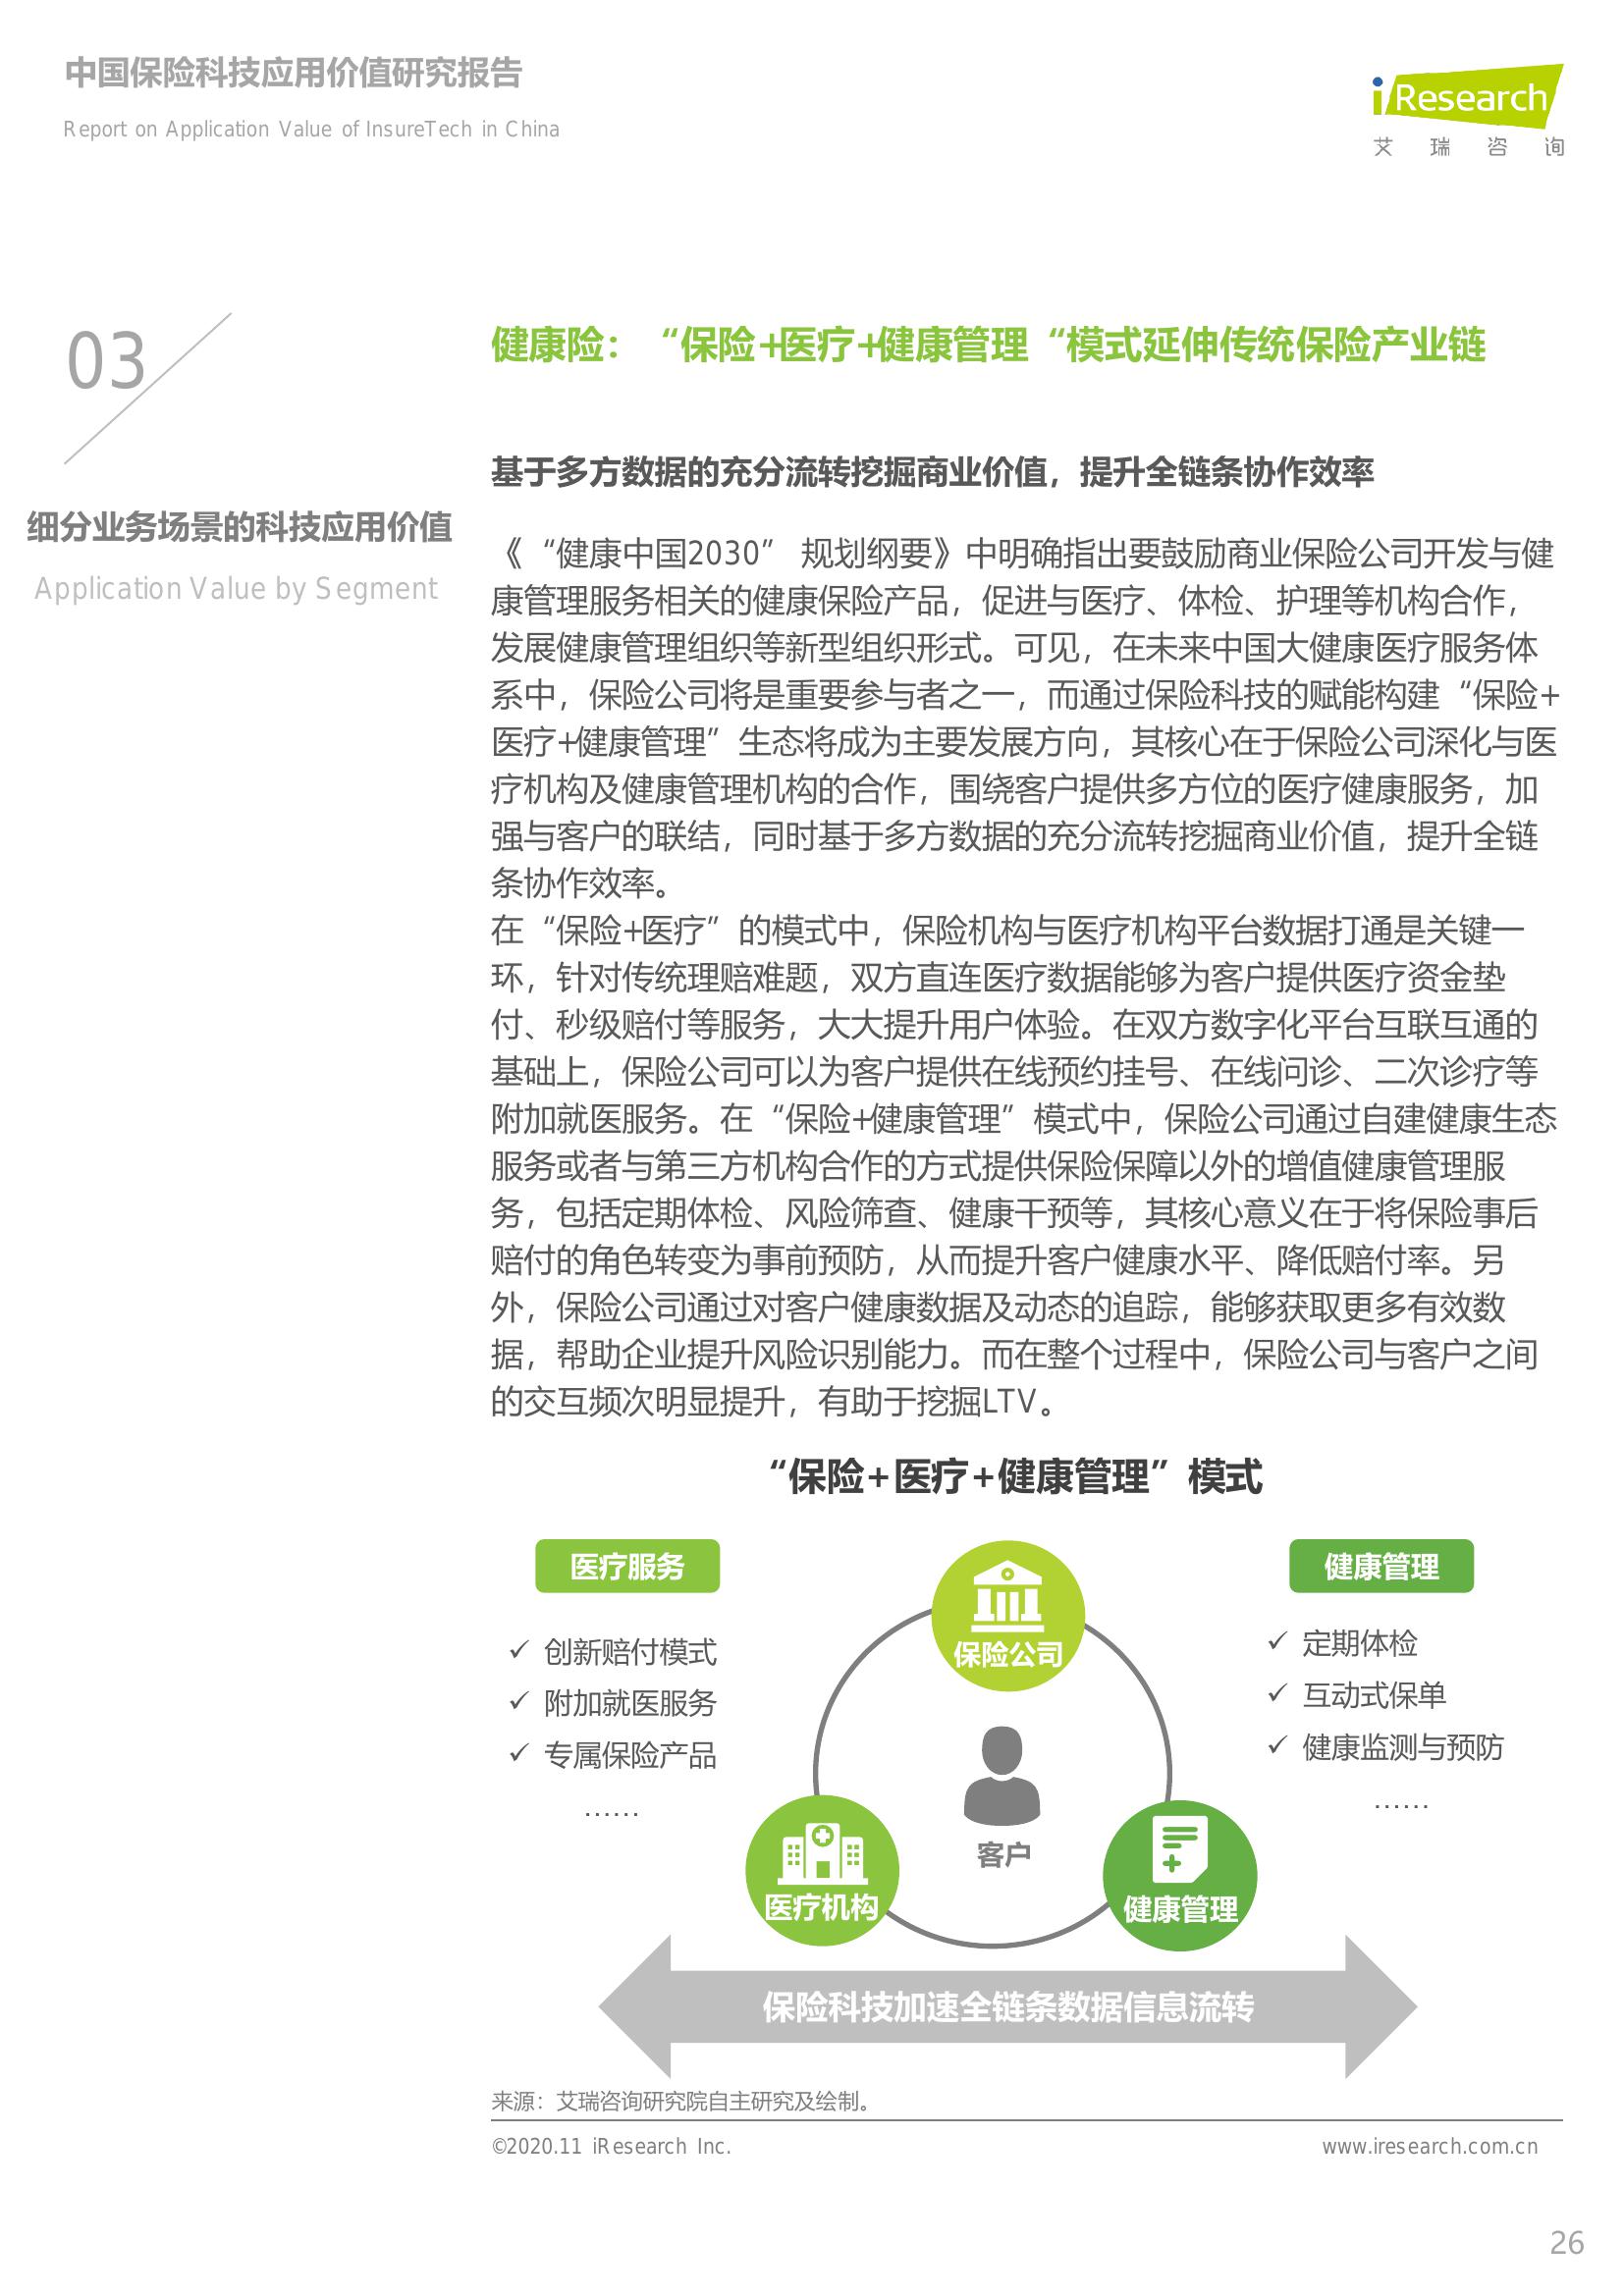 中国保险科技应用价值研究报告
Report on Application Value of InsureTech in China
iResearch
艾瑞咨询
03
细分业务场景的科技应用价值
Application Value by Segment
健康险：“保险+医疗+健康管理“模式延伸传统保险产业链
基于多方数据的充分流转挖掘商业价值，提升全链条协作效率
《“健康中国2030”规划纲要》中明确指出要鼓励商业保险公司开发与健
康管理服务相关的健康保险产品，促进与医疗、体检、护理等机构合作，
发展健康管理组织等新型组织形式。可见，在未来中国大健康医疗服务体
系中，保险公司将是重要参与者之一，而通过保险科技的赋能构建“保险+
医疗+健康管理”生态将成为主要发展方向，其核心在于保险公司深化与医
疗机构及健康管理机构的合作，围绕客户提供多方位的医疗健康服务，加
强与客户的联结，同时基于多方数据的充分流转挖掘商业价值，提升全链
条协作效率。
在“保险+医疗”的模式中，保险机构与医疗机构平台数据打通是关键一
环，针对传统理赔难题，双方直连医疗数据能够为客户提供医疗资金垫
付、秒级赔付等服务，大大提升用户体验。在双方数字化平台互联互通的
基础上，保险公司可以为客户提供在线预约挂号、在线问诊、二次诊疗等
附加就医服务。在“保险+健康管理”模式中，保险公司通过自建健康生态
服务或者与第三方机构合作的方式提供保险保障以外的增值健康管理服
务，包括定期体检、风险筛查、健康干预等，其核心意义在于将保险事后
赔付的角色转变为事前预防，从而提升客户健康水平、降低赔付率。另
外，保险公司通过对客户健康数据及动态的追踪，能够获取更多有效数
据，帮助企业提升风险识别能力。而在整个过程中，保险公司与客户之间
的交互频次明显提升，有助于挖掘LTV。
“保险+医疗+健康管理”模式
医疗服务
✓ 创新赔付模式
✓ 附加就医服务
✓ 专属保险产品
……
保险公司
客户
医疗机构
健康管理
健康管理
✓ 定期体检
✓ 互动式保单
✓ 健康监测与预防
……
保险科技加速全链条数据信息流转
来源：艾瑞咨询研究院自主研究及绘制。
©2020.11 iResearch Inc.
www.iresearch.com.cn
26